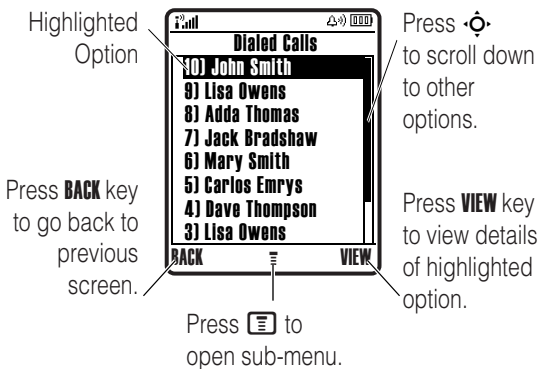 Highlighted
Option
Press
to scroll down
to other
options.
Dialed Calls
10) John Smith
9) Lisa Owens
8) Adda Thomas
7) Jack Bradshaw
6) Mary Smith
5) Carlos Emrys
4) Dave Thompson
3) Lisa Owens
BACK VIEW
Press BACK key
to go back to
previous
screen.
Press VIEW key
to view details
of highlighted
option.
Press to
open sub-menu.